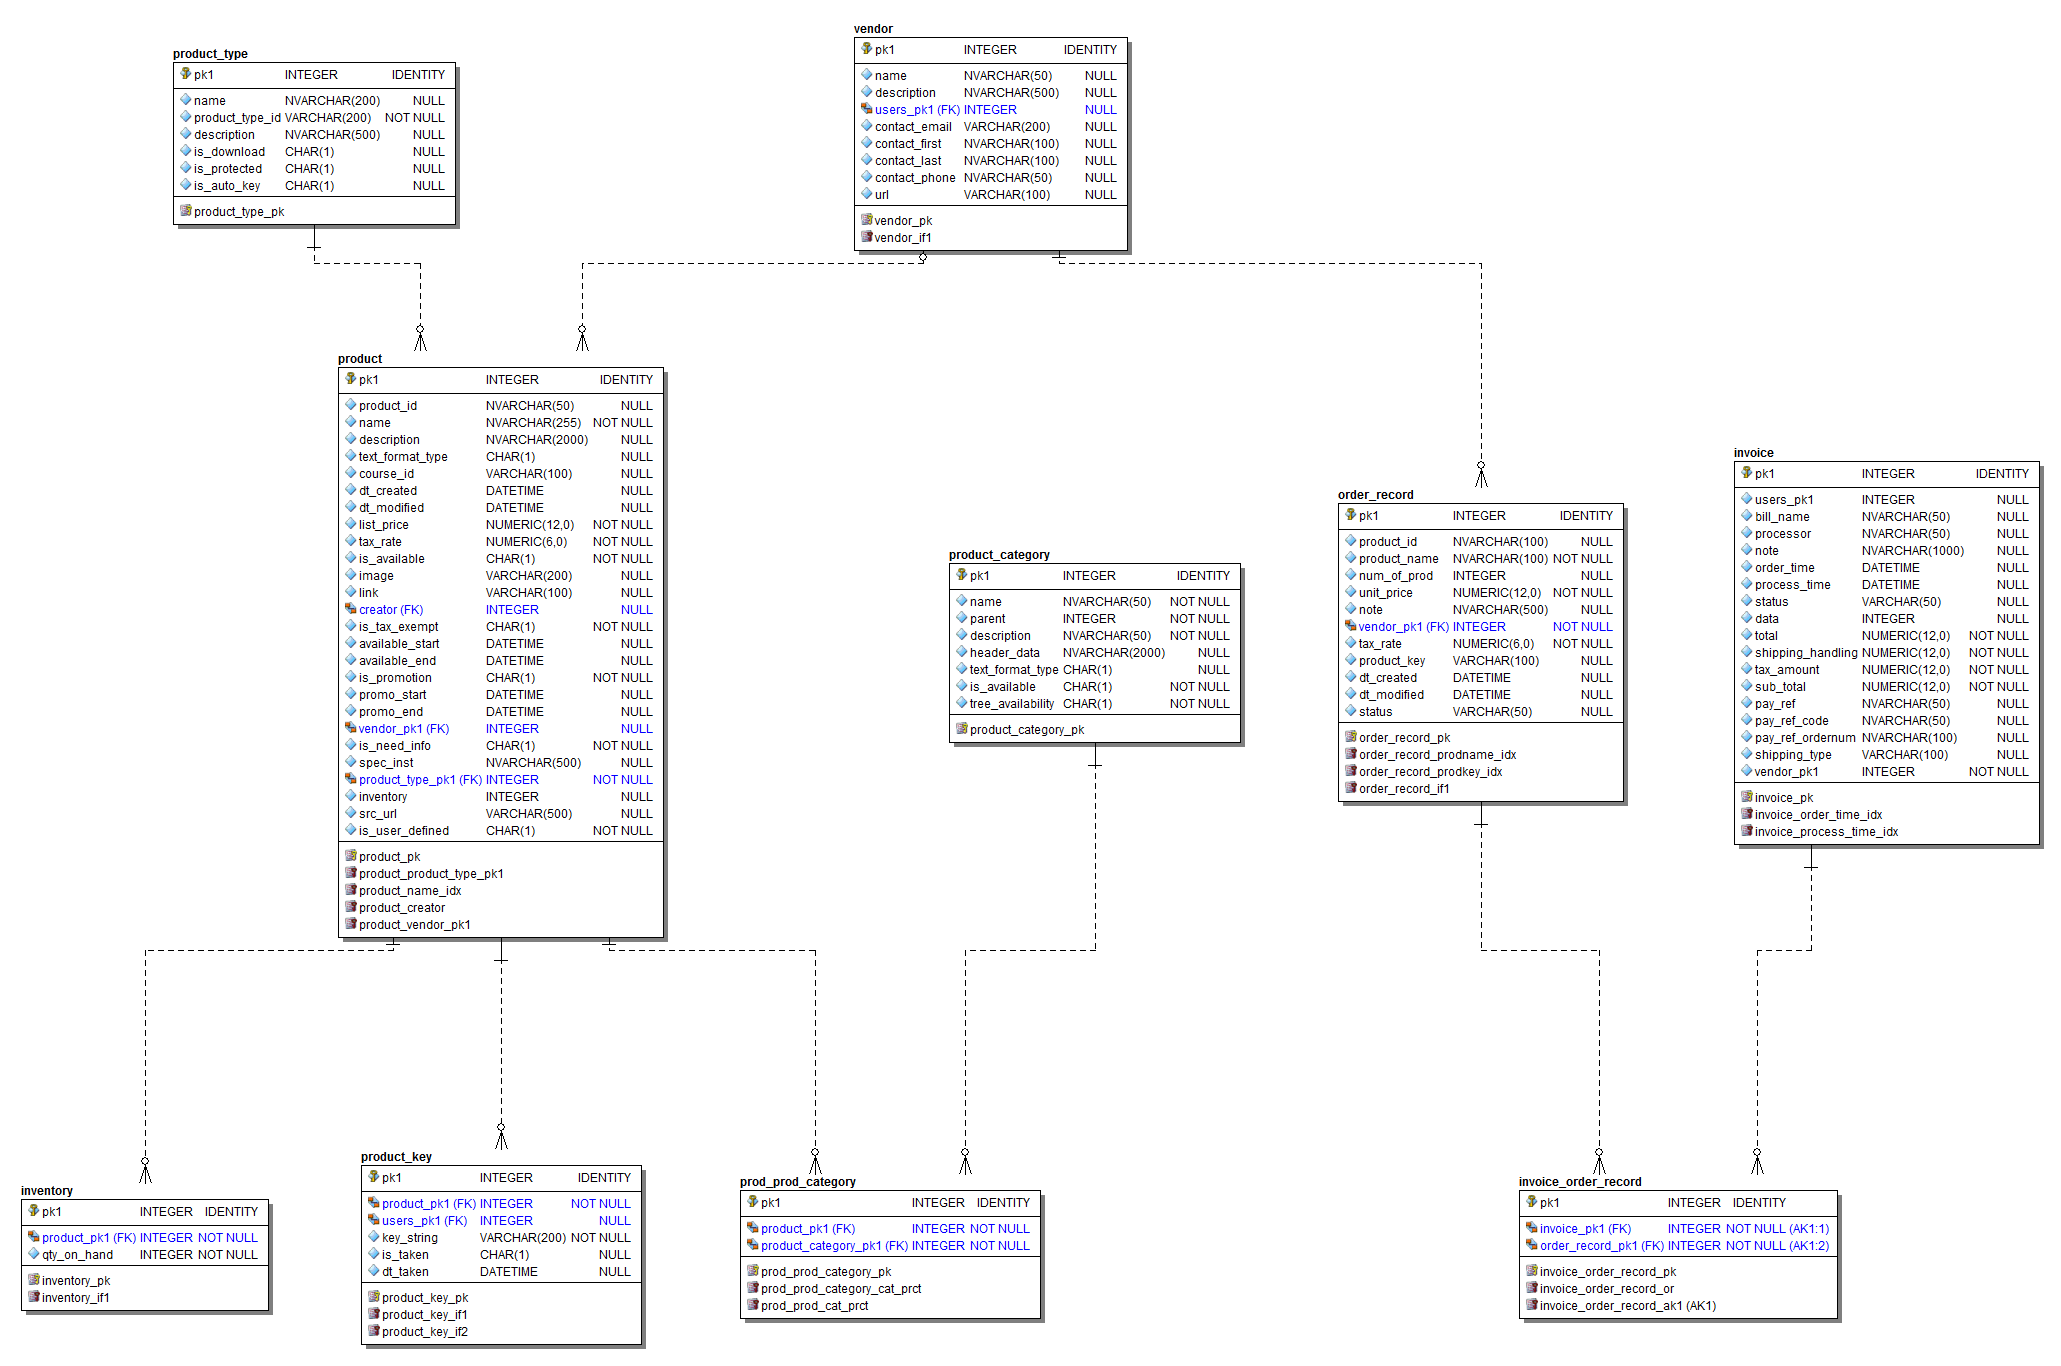 product_type
pk1 INTEGER IDENTITY
name NVARCHAR(200) NULL
product_type_id VARCHAR(200) NOT NULL
description NVARCHAR(500) NULL
is_download CHAR(1) NULL
is_protected CHAR(1) NULL
is_auto_key CHAR(1) NULL
product_type_pk
vendor
pk1 INTEGER IDENTITY
name NVARCHAR(50) NULL
description NVARCHAR(500) NULL
users_pk1 (FK) INTEGER NULL
contact_email VARCHAR(200) NULL
contact_first NVARCHAR(100) NULL
contact_last NVARCHAR(100) NULL
contact_phone NVARCHAR(50) NULL
url VARCHAR(100) NULL
vendor_pk
vendor_if1
product
pk1 INTEGER IDENTITY
product_id NVARCHAR(50) NULL
name NVARCHAR(255) NOT NULL
description NVARCHAR(2000) NULL
text_format_type CHAR(1) NULL
course_id VARCHAR(100) NULL
dt_created DATETIME NULL
dt_modified DATETIME NULL
list_price NUMERIC(12,0) NOT NULL
tax_rate NUMERIC(6,0) NOT NULL
is_available CHAR(1) NOT NULL
image VARCHAR(200) NULL
link VARCHAR(100) NULL
creator (FK) INTEGER NULL
is_tax_exempt CHAR(1) NOT NULL
available_start DATETIME NULL
available_end DATETIME NULL
is_promotion CHAR(1) NOT NULL
promo_start DATETIME NULL
promo_end DATETIME NULL
vendor_pk1 (FK) INTEGER NULL
is_need_info CHAR(1) NOT NULL
spec_inst NVARCHAR(500) NULL
product_type_pk1 (FK) INTEGER NOT NULL
inventory INTEGER NULL
src_url VARCHAR(500) NULL
is_user_defined CHAR(1) NOT NULL
product_pk
product_product_type_pk1
product_name_idx
product_creator
product_vendor_pk1
product_category
pk1 INTEGER IDENTITY
name NVARCHAR(50) NOT NULL
parent INTEGER NOT NULL
description NVARCHAR(50) NOT NULL
header_data NVARCHAR(2000) NULL
text_format_type CHAR(1) NULL
is_available CHAR(1) NOT NULL
tree_availability CHAR(1) NOT NULL
product_category_pk
order_record
pk1 INTEGER IDENTITY
product_id NVARCHAR(100) NULL
product_name NVARCHAR(100) NOT NULL
num_of_prod INTEGER NULL
unit_price NUMERIC(12,0) NOT NULL
note NVARCHAR(500) NULL
vendor_pk1 (FK) INTEGER NOT NULL
tax_rate NUMERIC(6,0) NOT NULL
product_key VARCHAR(100) NULL
dt_created DATETIME NULL
dt_modified DATETIME NULL
status VARCHAR(50) NULL
order_record_pk
order_record_prodname_idx
order_record_prodkey_idx
order_record_if1
invoice
pk1 INTEGER IDENTITY
users_pk1 INTEGER NULL
bill_name NVARCHAR(50) NULL
processor NVARCHAR(50) NULL
note NVARCHAR(1000) NULL
order_time DATETIME NULL
process_time DATETIME NULL
status VARCHAR(50) NULL
data INTEGER NULL
total NUMERIC(12,0) NOT NULL
shipping_handling NUMERIC(12,0) NOT NULL
tax_amount NUMERIC(12,0) NOT NULL
sub_total NUMERIC(12,0) NOT NULL
pay_ref NVARCHAR(50) NULL
pay_ref_code NVARCHAR(50) NULL
pay_ref_ordernum NVARCHAR(100) NULL
shipping_type VARCHAR(100) NULL
vendor_pk1 INTEGER NOT NULL
invoice_pk
invoice_order_time_idx
invoice_process_time_idx
inventory
pk1 INTEGER IDENTITY
product_pk1 (FK) INTEGER NOT NULL
qty_on_hand INTEGER NOT NULL
inventory_pk
inventory_if1
product_key
pk1 INTEGER IDENTITY
product_pk1 (FK) INTEGER NOT NULL
users_pk1 (FK) INTEGER NULL
key_string VARCHAR(200) NOT NULL
is_taken CHAR(1) NULL
dt_taken DATETIME NULL
product_key_pk
product_key_if1
product_key_if2
prod_prod_category
pk1 INTEGER IDENTITY
product_pk1 (FK) INTEGER NOT NULL
product_category_pk1 (FK) INTEGER NOT NULL
prod_prod_category_pk
prod_prod_category_cat_prct
prod_prod_cat_prct
invoice_order_record
pk1 INTEGER IDENTITY
invoice_pk1 (FK) INTEGER NOT NULL (AK1:1)
order_record_pk1 (FK) INTEGER NOT NULL (AK1:2)
invoice_order_record_pk
invoice_order_record_or
invoice_order_record_ak1 (AK1)